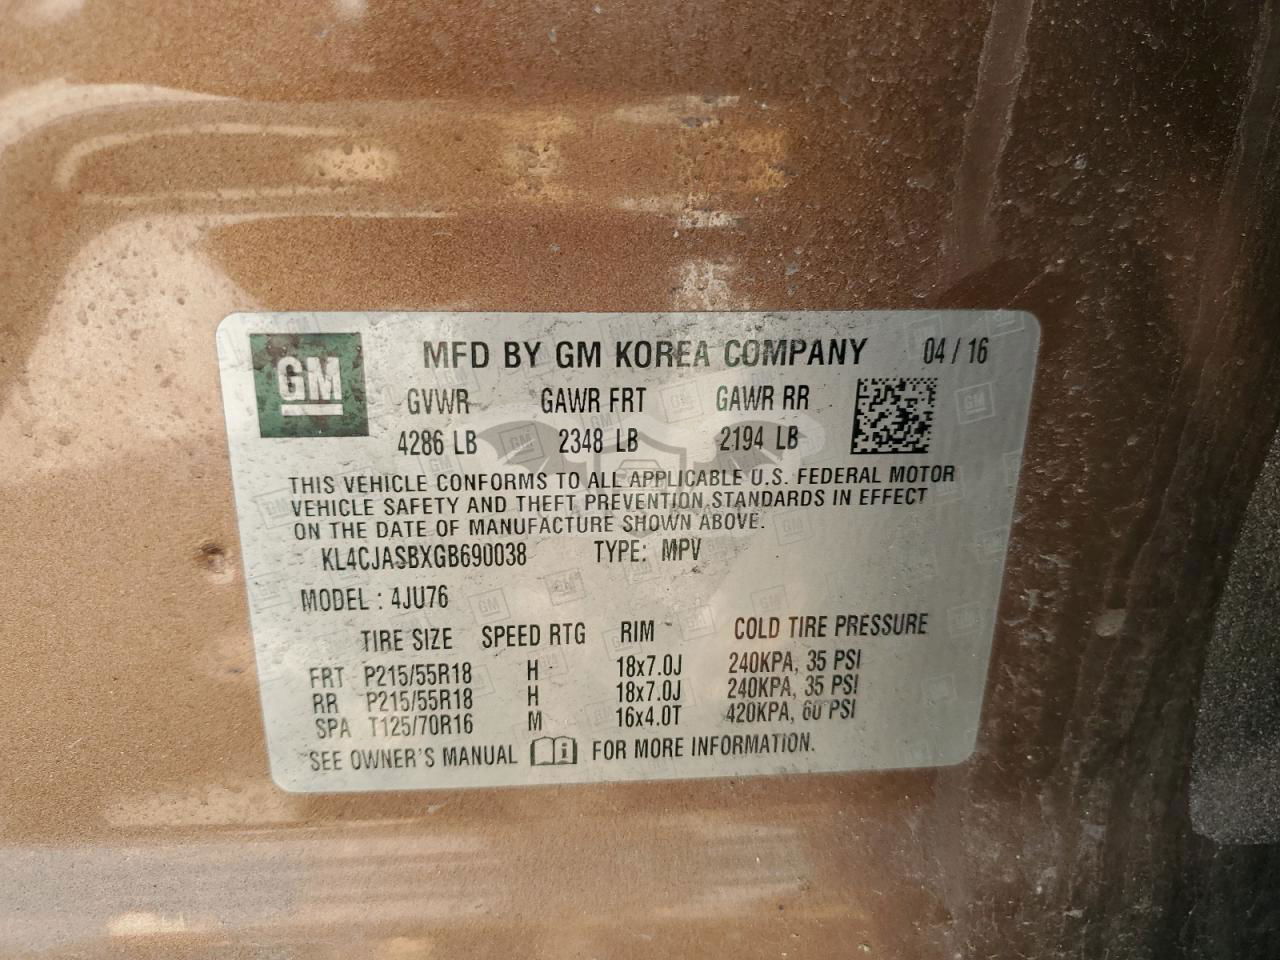 GM
MFD BY GM KOREA COMPANY 04 / 16
GVWR GAWR FRT GAWR RR
4286 LB 2348 LB 2194 LB
THIS VEHICLE CONFORMS TO ALL APPLICABLE U.S. FEDERAL MOTOR
VEHICLE SAFETY AND THEFT PREVENTION STANDARDS IN EFFECT
ON THE DATE OF MANUFACTURE SHOWN ABOVE.
KL4CJASBXGB690038 TYPE: MPV
MODEL : 4JU76
TIRE SIZE SPEED RTG RIM COLD TIRE PRESSURE
FRT P215/55R18 H 18x7.0J 240KPA, 35 PSI
RR P215/55R18 H 18x7.0J 240KPA, 35 PSI
SPA T125/70R16 M 16x4.0T 420KPA, 60 PSI
SEE OWNER'S MANUAL FOR MORE INFORMATION.